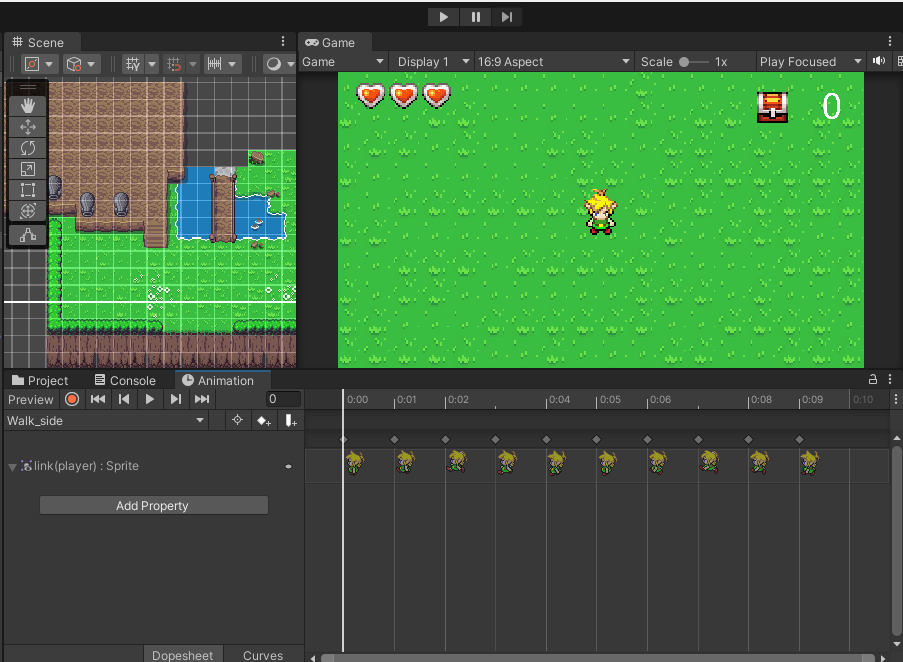 Scene
Game
Game Display 1 16:9 Aspect Scale 1x Play Focused
0
Project Console Animation
Preview 0
0:00 0:01 0:02 0:04 0:05 0:06 0:08 0:09 0:10
Walk_side
link(player) : Sprite
Add Property
Dopesheet Curves